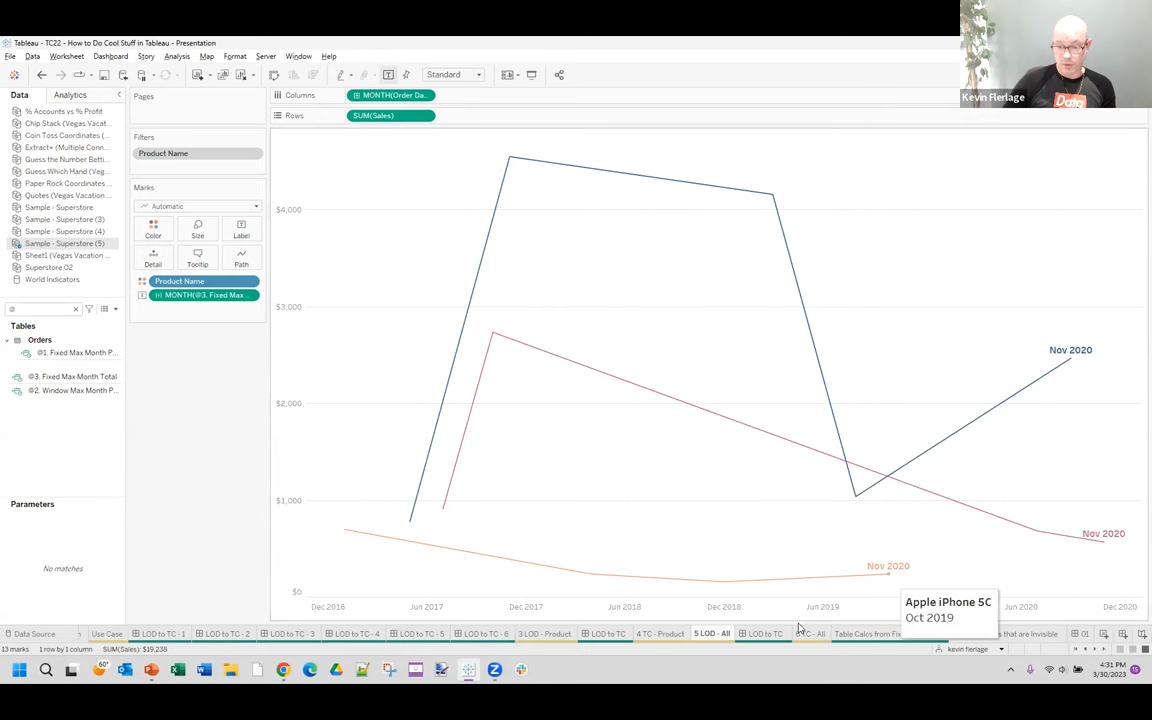 Tableau - TC22 - How to Do Cool Stuff in Tableau - Presentation
File Data Worksheet Dashboard Story Analysis Map Format Server Window Help
Standard
Kevin Flerlage
Data Analytics
% Accounts vs % Profit
Chip Stack (Vegas Vacat...
Coin Toss Coordinates (...
Extract+ (Multiple Conn...
Guess the Number Betti...
Guess Which Hand (Veg...
Paper Rock Coordinates ...
Quotes (Vegas Vacation ...
Sample - Superstore
Sample - Superstore (3)
Sample - Superstore (4)
Sample - Superstore (5)
Sheet1 (Vegas Vacation ...
Superstore 02
World Indicators
@
Tables
Orders
@1. Fixed Max Month P...
@3. Fixed Max Month Total
@2. Window Max Month P...
Parameters
No matches
Pages
Filters
Product Name
Marks
Automatic
Color Size Label
Detail Tooltip Path
Product Name
MONTH(@3. Fixed Max ...
Columns MONTH(Order Da..
Rows SUM(Sales)
$4,000
$3,000
$2,000
$1,000
$0
Nov 2020
Nov 2020
Nov 2020
Apple iPhone 5C
Oct 2019
Dec 2016 Jun 2017 Dec 2017 Jun 2018 Dec 2018 Jun 2019 Jun 2020 Dec 2020
Data Source Use Case LOD to TC - 1 LOD to TC - 2 LOD to TC - 3 LOD to TC - 4 LOD to TC - 5 LOD to TC - 6 3 LOD - Product LOD to TC 4 TC - Product 5 LOD - All LOD to TC TC - All Table Calcs from Fix s that are Invisible 01
13 marks 1 row by 1 column SUM(Sales): $19,238 kevin flerlage
60°
4:31 PM
3/30/2023
15